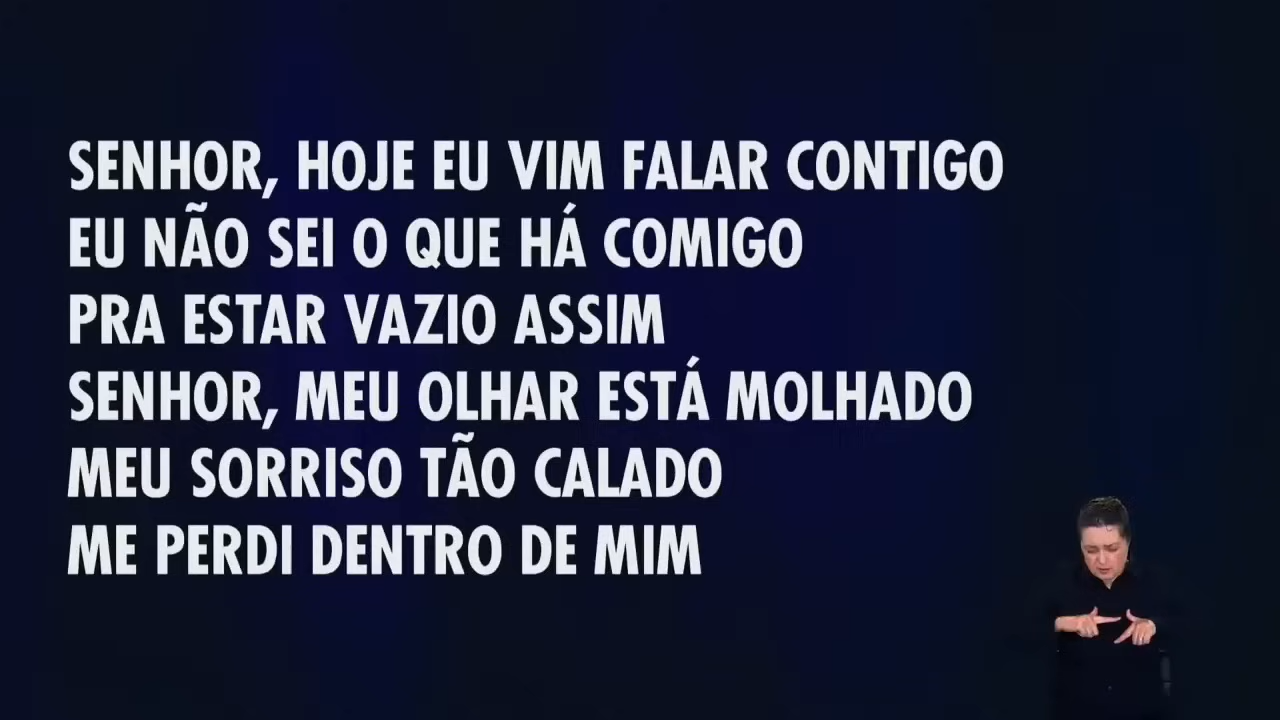 SENHOR, HOJE EU VIM FALAR CONTIGO
EU NÃO SEI O QUE HÁ COMIGO
PRA ESTAR VAZIO ASSIM
SENHOR, MEU OLHAR ESTÁ MOLHADO
MEU SORRISO TÃO CALADO
ME PERDI DENTRO DE MIM